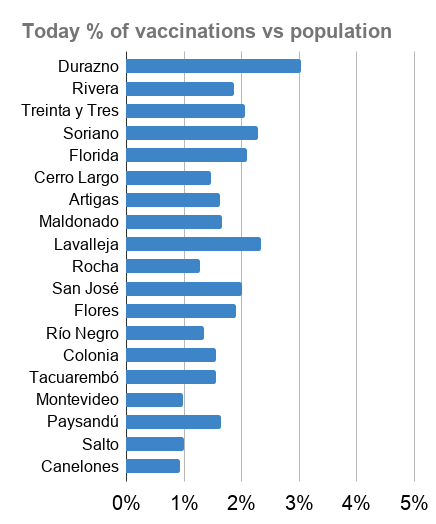 Today % of vaccinations vs population
Durazno
Rivera
Treinta y Tres
Soriano
Florida
Cerro Largo
Artigas
Maldonado
Lavalleja
Rocha
San José
Flores
Río Negro
Colonia
Tacuarembó
Montevideo
Paysandú
Salto
Canelones
0% 1% 2% 3% 4% 5%